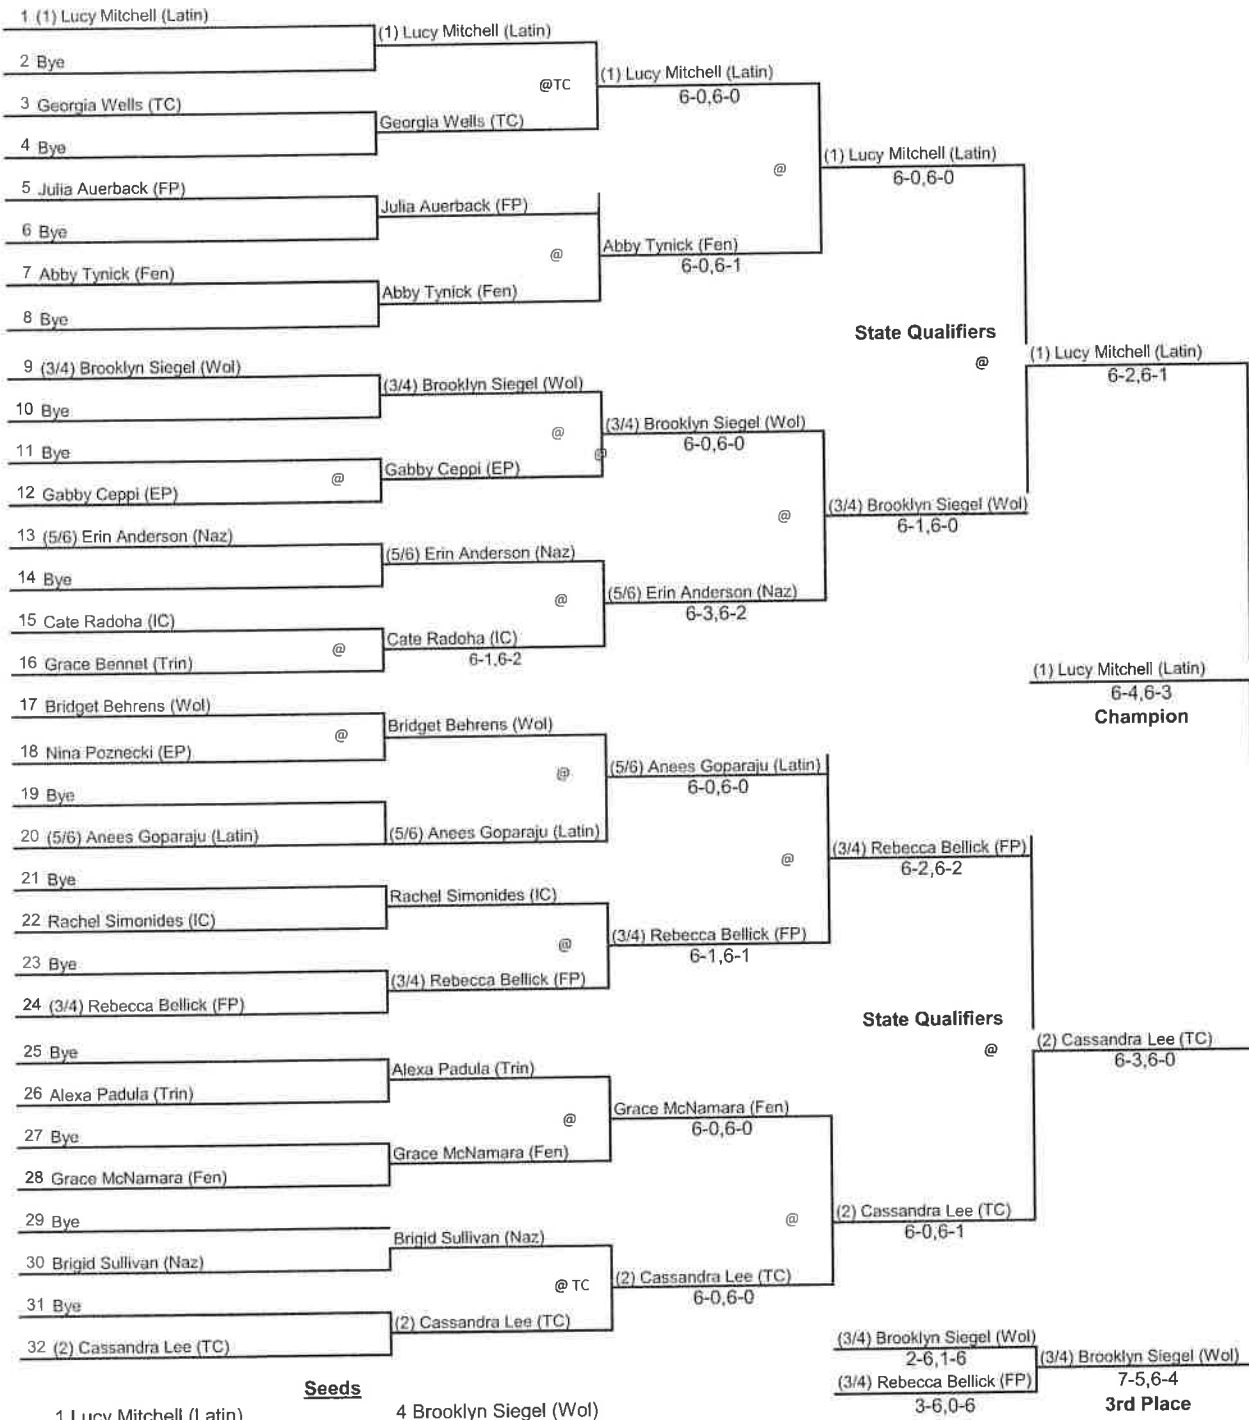 1 (1) Lucy Mitchell (Latin)
2 Bye
3 Georgia Wells (TC)
4 Bye
5 Julia Auerback (FP)
6 Bye
7 Abby Tynick (Fen)
8 Bye
9 (3/4) Brooklyn Siegel (Wol)
10 Bye
11 Bye
12 Gabby Ceppi (EP)
@
13 (5/6) Erin Anderson (Naz)
14 Bye
15 Cate Radoha (IC)
16 Grace Bennet (Trin)
@
17 Bridget Behrens (Wol)
18 Nina Poznecki (EP)
@
19 Bye
20 (5/6) Anees Goparaju (Latin)
21 Bye
22 Rachel Simonides (IC)
23 Bye
24 (3/4) Rebecca Bellick (FP)
25 Bye
26 Alexa Padula (Trin)
27 Bye
28 Grace McNamara (Fen)
29 Bye
30 Brigid Sullivan (Naz)
31 Bye
32 (2) Cassandra Lee (TC)
(1) Lucy Mitchell (Latin)
@TC
Georgia Wells (TC)
Julia Auerback (FP)
@
Abby Tynick (Fen)
(3/4) Brooklyn Siegel (Wol)
@
@
Gabby Ceppi (EP)
(5/6) Erin Anderson (Naz)
@
Cate Radoha (IC)
6-1,6-2
Bridget Behrens (Wol)
@
(5/6) Anees Goparaju (Latin)
Rachel Simonides (IC)
@
(3/4) Rebecca Bellick (FP)
Alexa Padula (Trin)
@
Grace McNamara (Fen)
Brigid Sullivan (Naz)
@ TC
(2) Cassandra Lee (TC)
(1) Lucy Mitchell (Latin)
6-0,6-0
@
Abby Tynick (Fen)
6-0,6-1
(3/4) Brooklyn Siegel (Wol)
6-0,6-0
@
(5/6) Erin Anderson (Naz)
6-3,6-2
(5/6) Anees Goparaju (Latin)
6-0,6-0
@
(3/4) Rebecca Bellick (FP)
6-1,6-1
Grace McNamara (Fen)
6-0,6-0
@
(2) Cassandra Lee (TC)
6-0,6-0
(1) Lucy Mitchell (Latin)
6-0,6-0
State Qualifiers
@
(3/4) Brooklyn Siegel (Wol)
6-1,6-0
(3/4) Rebecca Bellick (FP)
6-2,6-2
State Qualifiers
@
(2) Cassandra Lee (TC)
6-0,6-1
(1) Lucy Mitchell (Latin)
6-2,6-1
(1) Lucy Mitchell (Latin)
6-4,6-3
Champion
(2) Cassandra Lee (TC)
6-3,6-0
(3/4) Brooklyn Siegel (Wol)
2-6,1-6
(3/4) Rebecca Bellick (FP)
3-6,0-6
(3/4) Brooklyn Siegel (Wol)
7-5,6-4
3rd Place
Seeds
1 Lucy Mitchell (Latin)
4 Brooklyn Siegel (Wol)